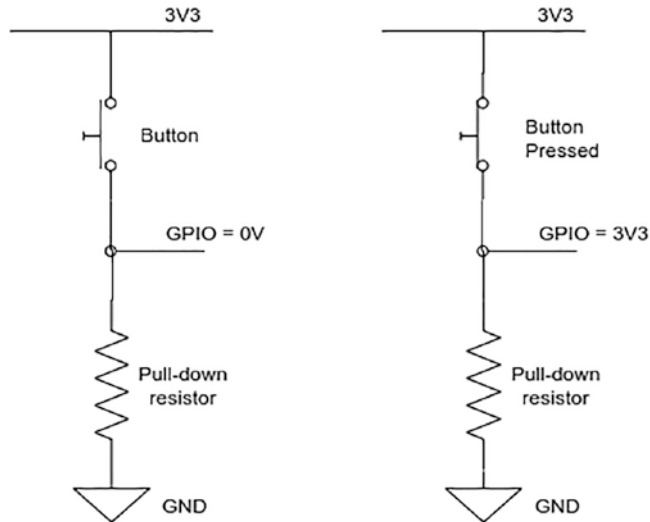 3V3
Button
GPIO = 0V
Pull-down
resistor
GND
3V3
Button
Pressed
GPIO = 3V3
Pull-down
resistor
GND